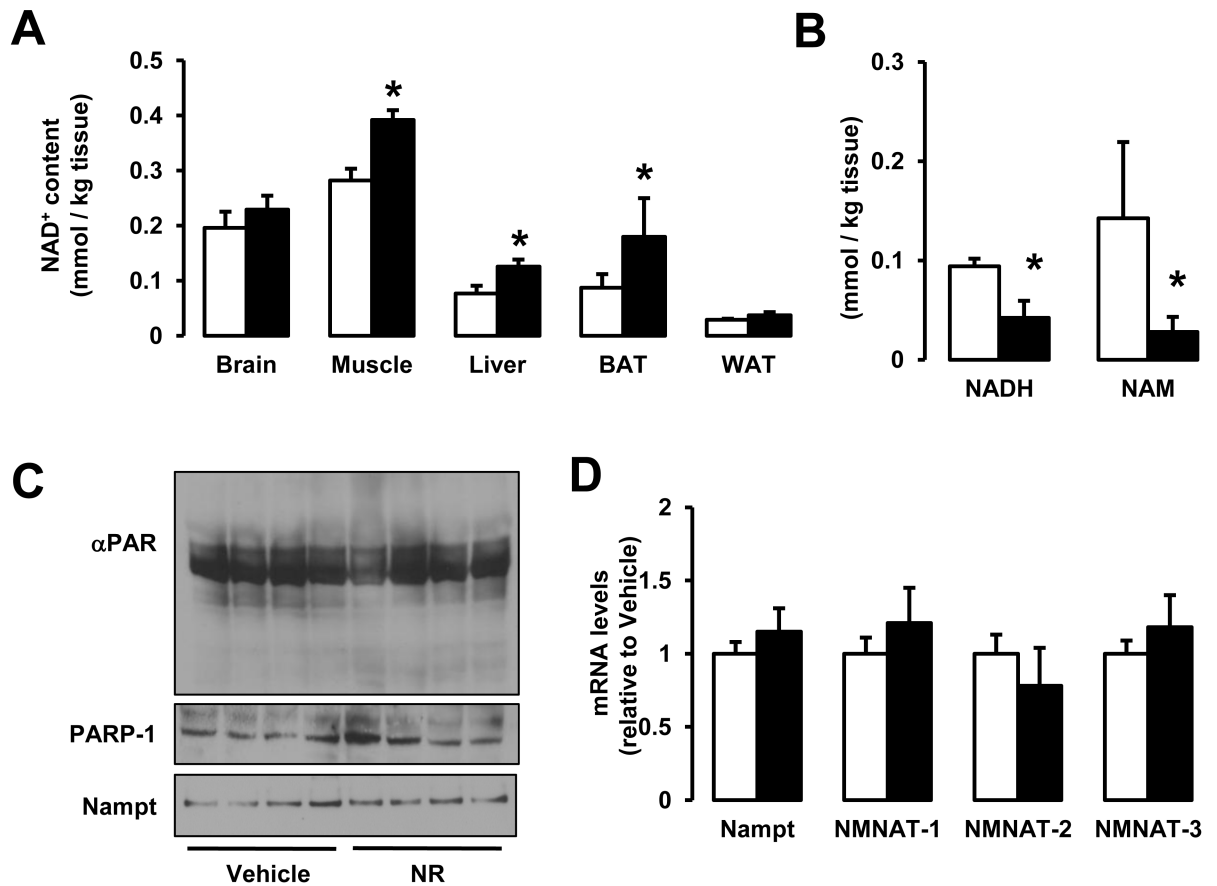 A
NAD+ content
(mmol / kg tissue)
0.5
0.4
0.3
0.2
0.1
0
*
*
*
Brain Muscle Liver BAT WAT
B
(mmol / kg tissue)
0.3
0.2
0.1
0
*
*
NADH NAM
C
αPAR
PARP-1
Nampt
Vehicle NR
D
mRNA levels
(relative to Vehicle)
2
1.5
1
0.5
0
Nampt NMNAT-1 NMNAT-2 NMNAT-3